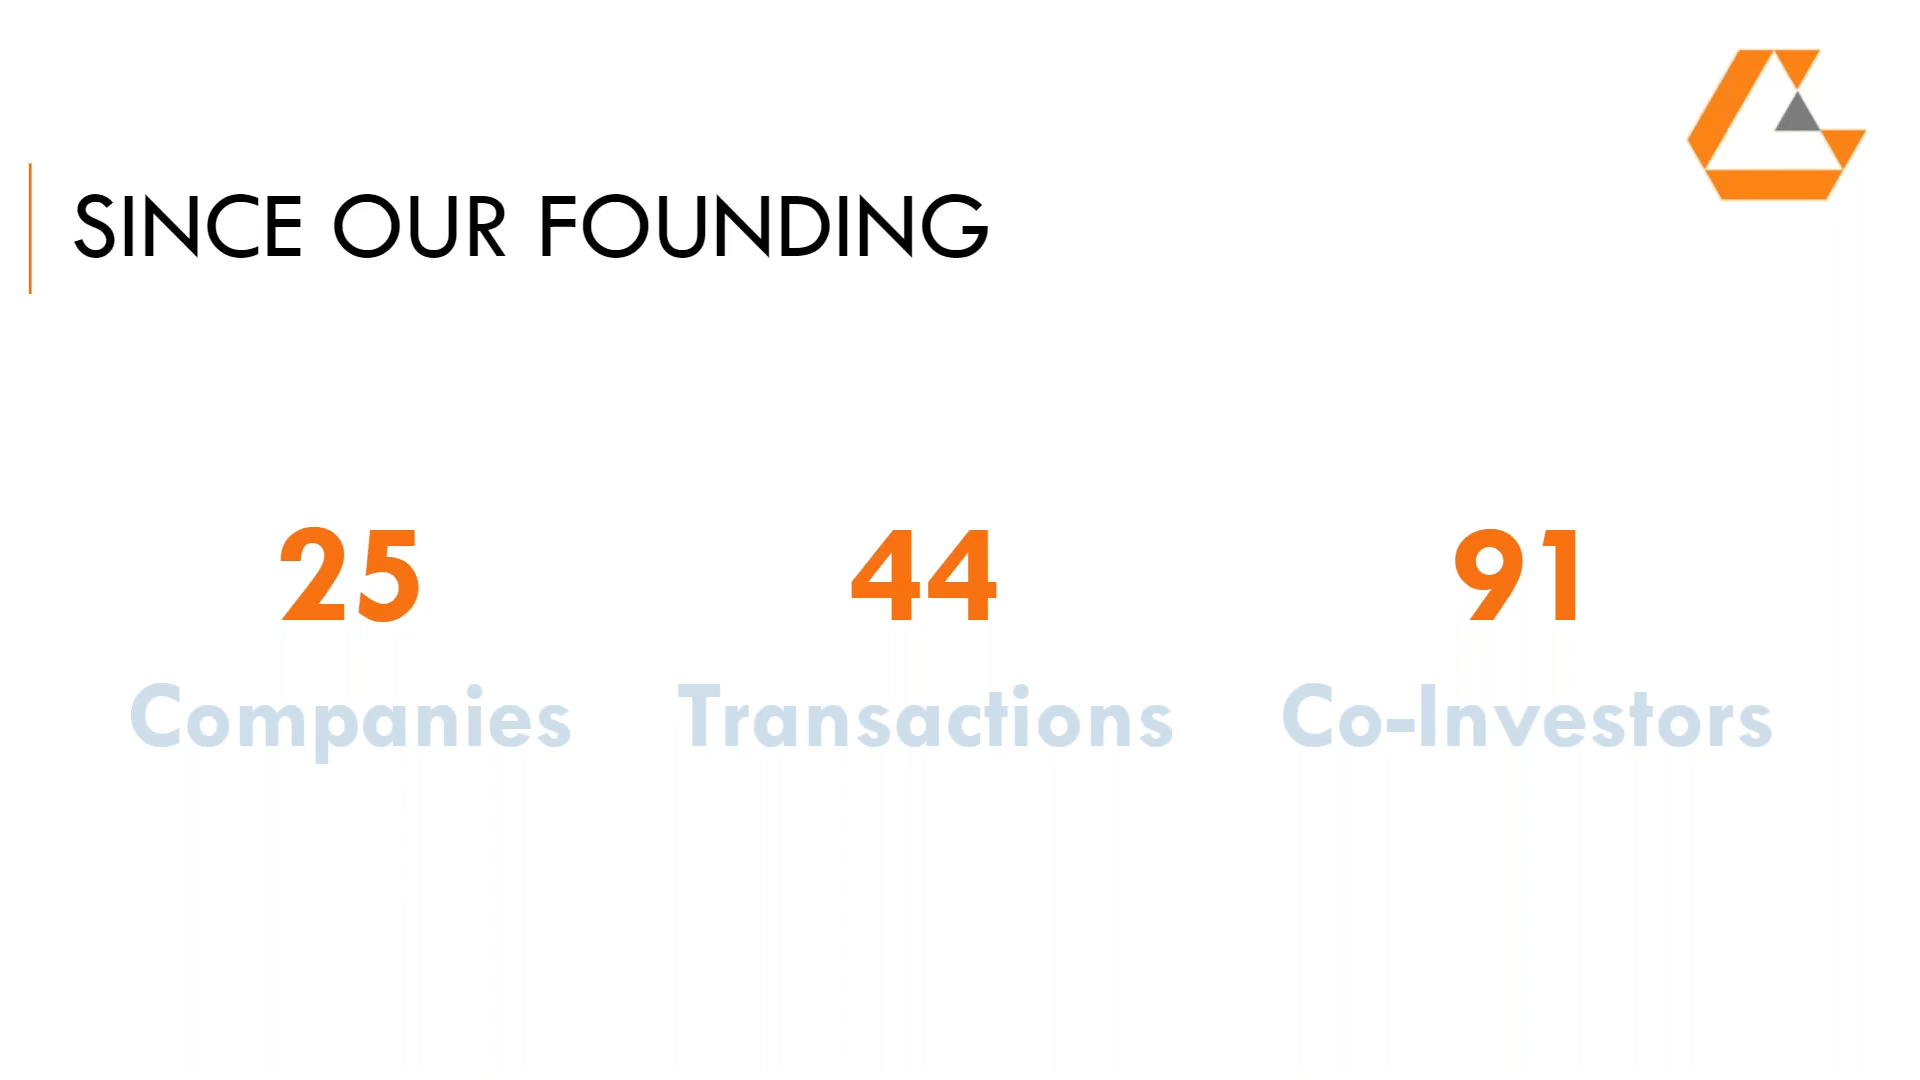 SINCE OUR FOUNDING
25
Companies
44
Transactions
91
Co-Investors